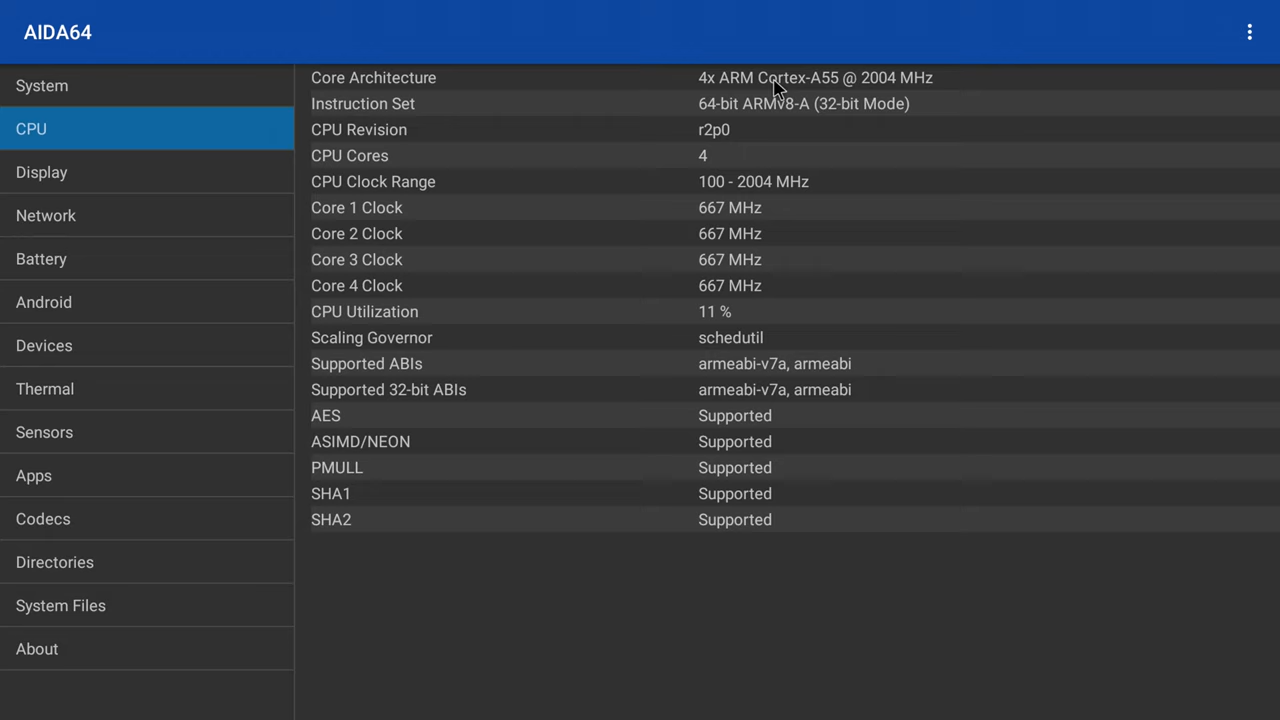 AIDA64
System
CPU
Display
Network
Battery
Android
Devices
Thermal
Sensors
Apps
Codecs
Directories
System Files
About
Core Architecture 4x ARM Cortex-A55 @ 2004 MHz
Instruction Set 64-bit ARMv8-A (32-bit Mode)
CPU Revision r2p0
CPU Cores 4
CPU Clock Range 100 - 2004 MHz
Core 1 Clock 667 MHz
Core 2 Clock 667 MHz
Core 3 Clock 667 MHz
Core 4 Clock 667 MHz
CPU Utilization 11 %
Scaling Governor schedutil
Supported ABIs armeabi-v7a, armeabi
Supported 32-bit ABIs armeabi-v7a, armeabi
AES Supported
ASIMD/NEON Supported
PMULL Supported
SHA1 Supported
SHA2 Supported